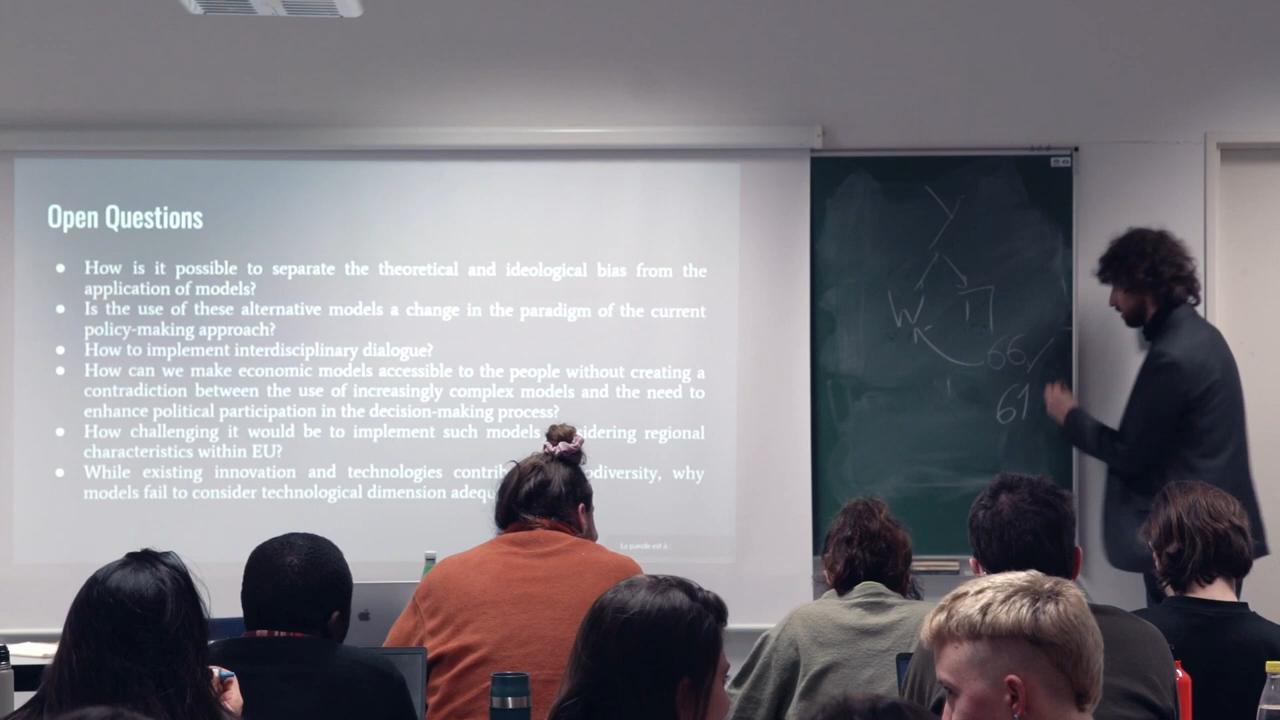 Open Questions
● How is it possible to separate the theoretical and ideological bias from the
application of models?
● Is the use of these alternative models a change in the paradigm of the current
policy-making approach?
● How to implement interdisciplinary dialogue?
● How can we make economic models accessible to the people without creating a
contradiction between the use of increasingly complex models and the need to
enhance political participation in the decision-making process?
● How challenging it would be to implement such models regional
characteristics within EU?
● While existing innovation and technologies why
models fail to consider technological dimension
La parole est à :
Y
W Π
66
61